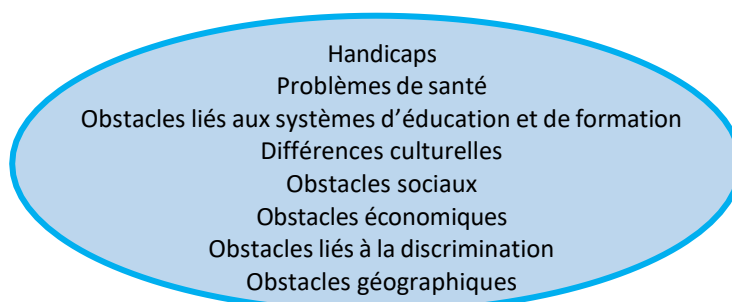 Handicaps
Problèmes de santé
Obstacles liés aux systèmes d’éducation et de formation
Différences culturelles
Obstacles sociaux
Obstacles économiques
Obstacles liés à la discrimination
Obstacles géographiques